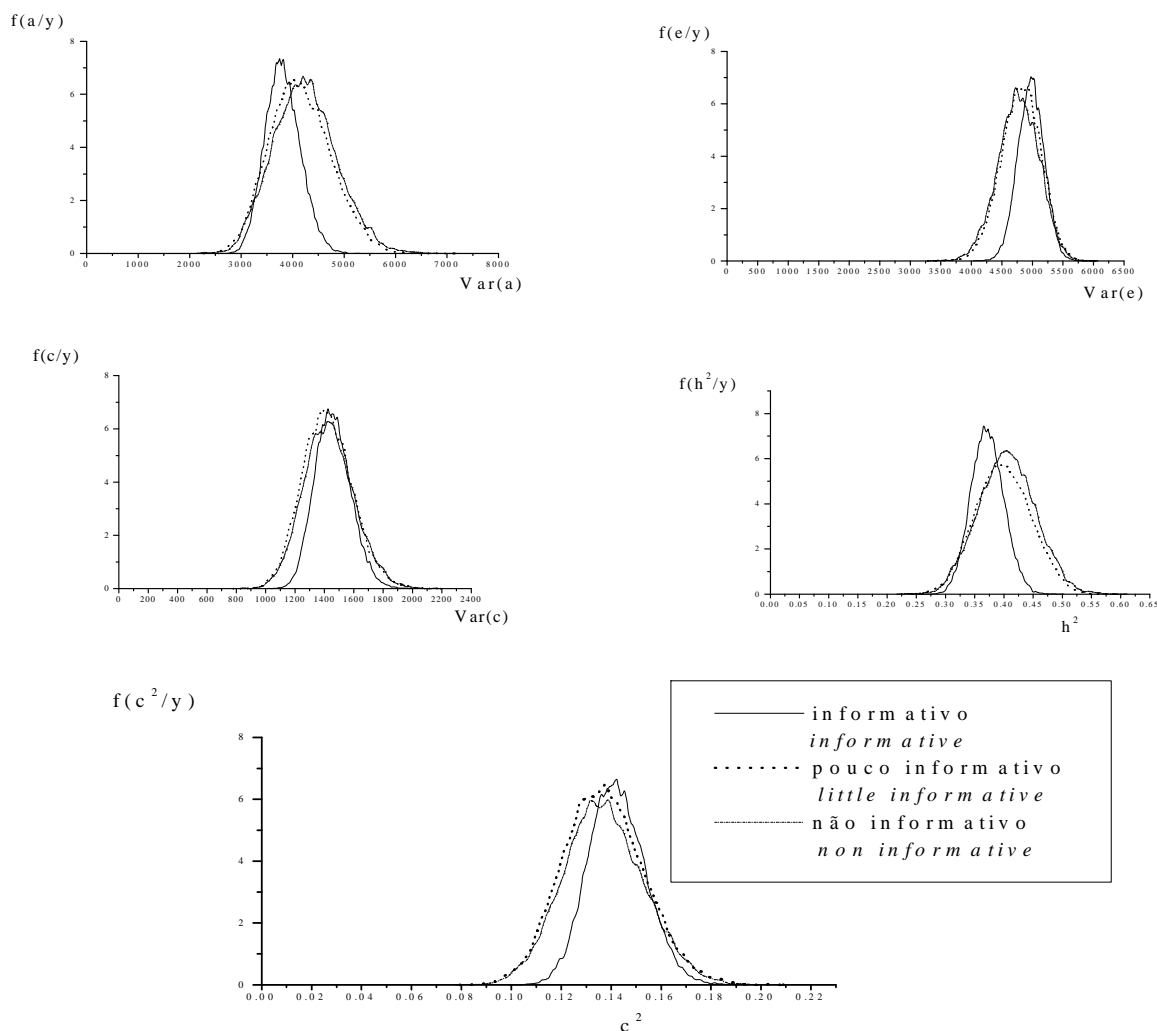 f(a/y)
8
6
4
2
0
0 1000 2000 3000 4000 5000 6000 7000 8000
Var(a)
f(e/y)
8
6
4
2
0
0 500 1000 1500 2000 2500 3000 3500 4000 4500 5000 5500 6000 6500
Var(e)
f(c/y)
8
6
4
2
0
0 200 400 600 800 1000 1200 1400 1600 1800 2000 2200 2400
Var(c)
f(h²/y)
8
6
4
2
0
0.00 0.05 0.10 0.15 0.20 0.25 0.30 0.35 0.40 0.45 0.50 0.55 0.60 0.65
h²
f(c²/y)
8
6
4
2
0
0.00 0.02 0.04 0.06 0.08 0.10 0.12 0.14 0.16 0.18 0.20 0.22
c²
informativo
informative
pouco informativo
little informative
não informativo
non informative